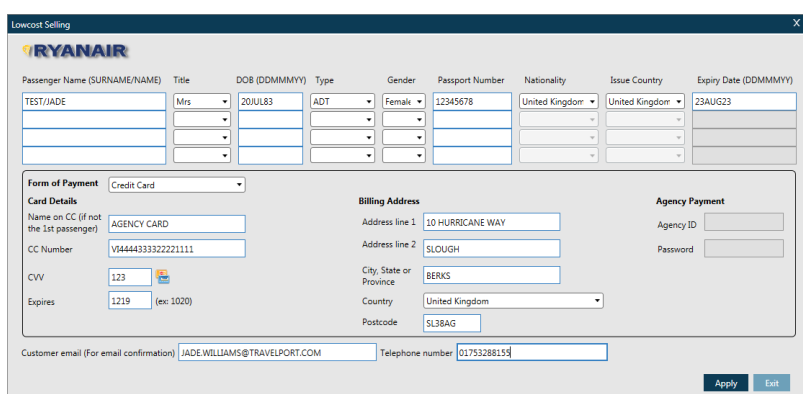 Lowcost Selling X
RYANAIR
Passenger Name (SURNAME/NAME) Title DOB (DDMMMYY) Type Gender Passport Number Nationality Issue Country Expiry Date (DDMMMYY)
TEST/JADE Mrs 20JUL83 ADT Female 12345678 United Kingdom United Kingdom 23AUG23
Form of Payment Credit Card
Card Details Billing Address Agency Payment
Name on CC (if not
the 1st passenger) AGENCY CARD Address line 1 10 HURRICANE WAY Agency ID
CC Number VI4444333322221111 Address line 2 SLOUGH Password
CVV 123 City, State or
Province BERKS
Expires 1219 (ex: 1020) Country United Kingdom
Postcode SL38AG
Customer email (For email confirmation) JADE.WILLIAMS@TRAVELPORT.COM Telephone number 01753288155
Apply Exit